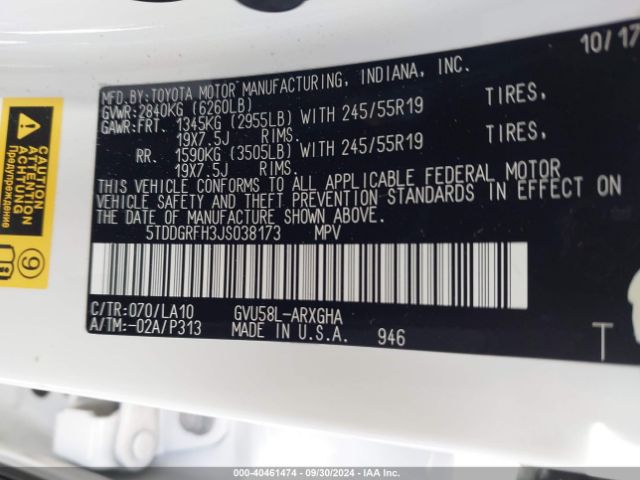 10/17
MFD.BY:TOYOTA MOTOR MANUFACTURING, INDIANA, INC.
GVWR:2840KG (6260LB)
GAWR:FRT. 1345KG (2955LB) WITH 245/55R19 TIRES,
19X7.5J RIMS.
RR. 1590KG (3505LB) WITH 245/55R19 TIRES,
19X7.5J RIMS.
THIS VEHICLE CONFORMS TO ALL APPLICABLE FEDERAL MOTOR
VEHICLE SAFETY AND THEFT PREVENTION STANDARDS IN EFFECT ON
THE DATE OF MANUFACTURE SHOWN ABOVE.
5TDDGRFH3JS038173 MPV
C/TR:070/LA10 GVU58L-ARXGHA
A/TM:-02A/P313 MADE IN U.S.A. 946
T
CAUTION
ATTENTION
ACHTUNG
Предупреждение
9
000-40461474 - 09/30/2024 - IAA Inc.